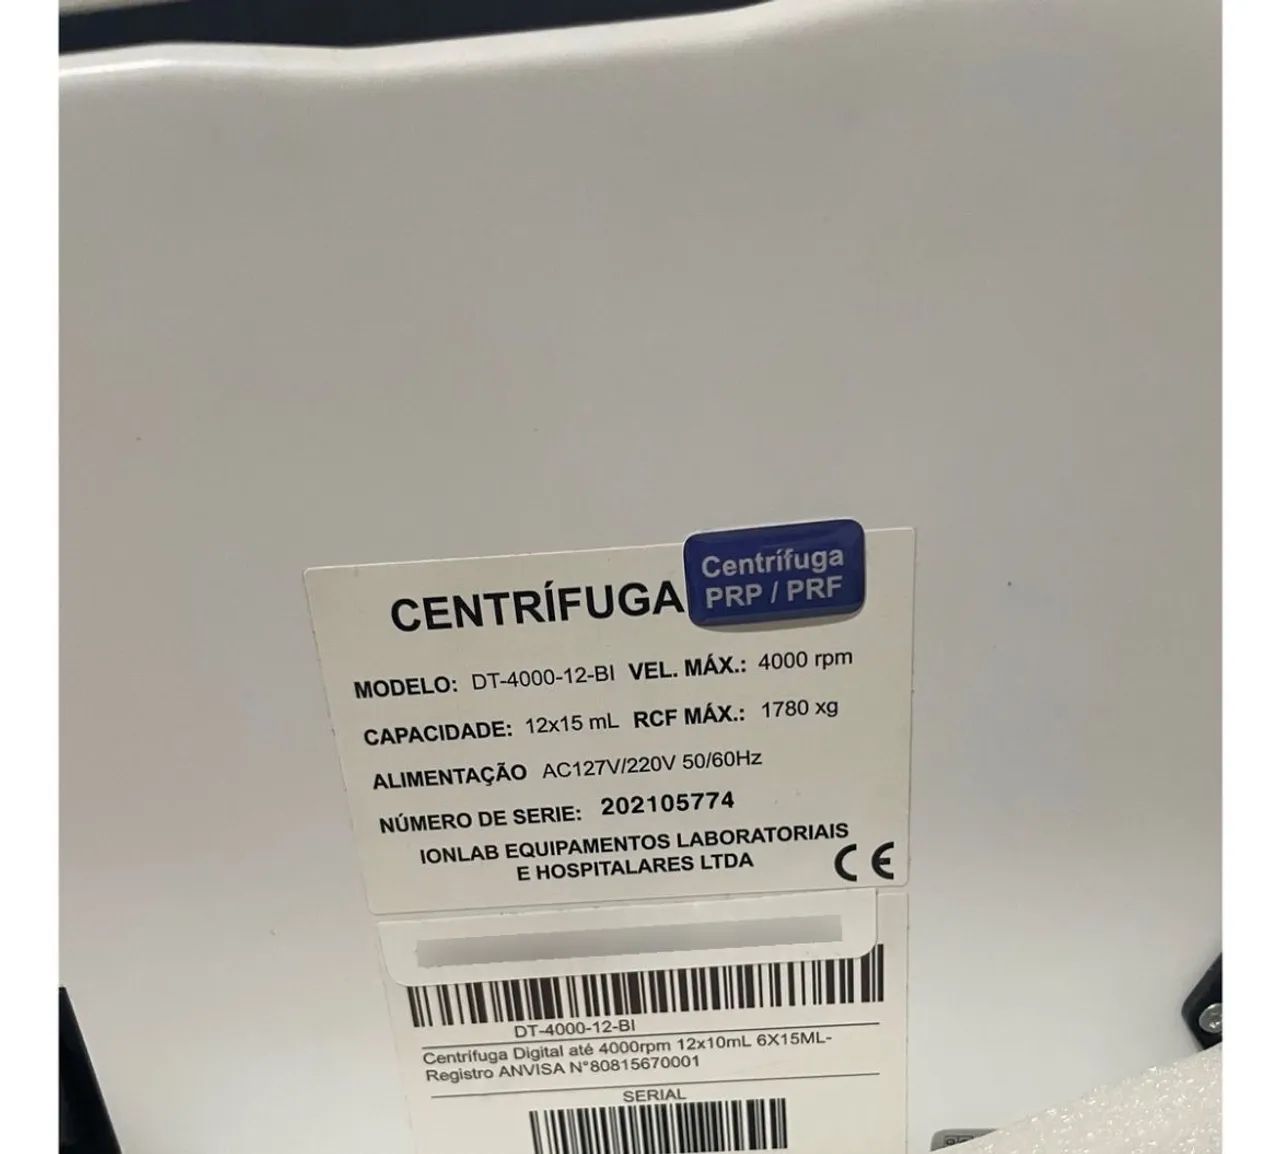 CENTRÍFUGA
Centrífuga
PRP / PRF
MODELO: DT-4000-12-BI VEL. MÁX.: 4000 rpm
CAPACIDADE: 12x15 mL RCF MÁX.: 1780 xg
ALIMENTAÇÃO AC127V/220V 50/60Hz
NÚMERO DE SERIE: 202105774
IONLAB EQUIPAMENTOS LABORATORIAIS
E HOSPITALARES LTDA
CE
DT-4000-12-BI
Centrífuga Digital até 4000rpm 12x10mL 6X15ML-
Registro ANVISA N°80815670001
SERIAL